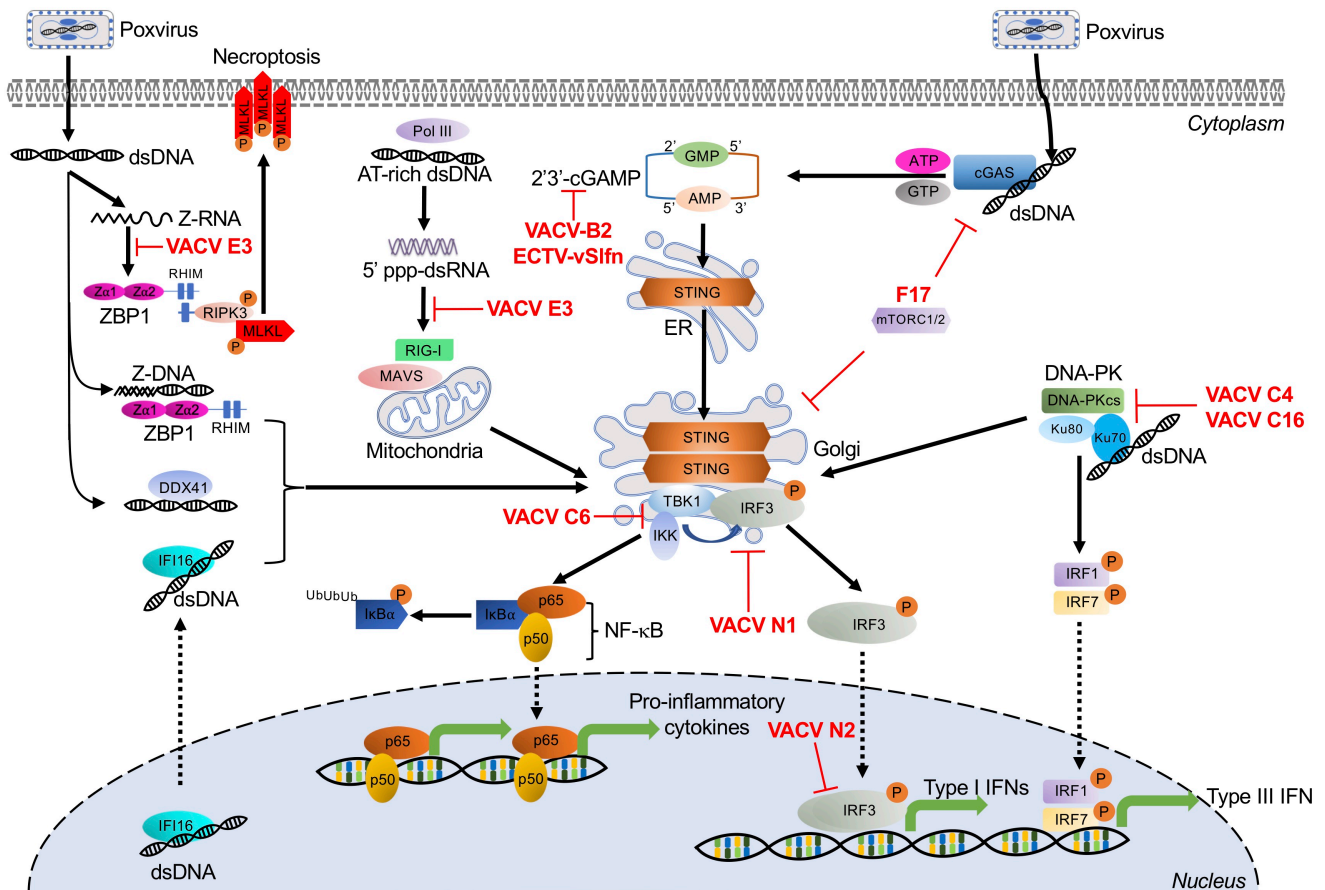 Poxvirus
Poxvirus
Necroptosis
MLKL
MLKL
MLKL
P
P
P
Cytoplasm
dsDNA
Pol III
AT-rich dsDNA
2’
GMP
5’
2’3’-cGAMP
5’
AMP
3’
ATP
GTP
cGAS
dsDNA
Z-RNA
VACV E3
VACV-B2
ECTV-vSlfn
5’ ppp-dsRNA
Zα1
Zα2
RHIM
ZBP1
RIPK3
P
MLKL
P
VACV E3
STING
ER
F17
mTORC1/2
RIG-I
MAVS
Mitochondria
Z-DNA
Zα1
Zα2
ZBP1
RHIM
DNA-PK
DNA-PKcs
Ku80
Ku70
dsDNA
VACV C4
VACV C16
STING
STING
Golgi
DDX41
TBK1
IRF3
P
IKK
VACV C6
IFI16
dsDNA
UbUbUb
P
IκBα
IκBα
p65
p50
NF-κB
VACV N1
IRF3
P
IRF1
P
IRF7
P
Pro-inflammatory
cytokines
p65
p50
p65
p50
VACV N2
IRF3
P
Type I IFNs
IRF1
P
IRF7
P
Type III IFN
IFI16
dsDNA
Nucleus